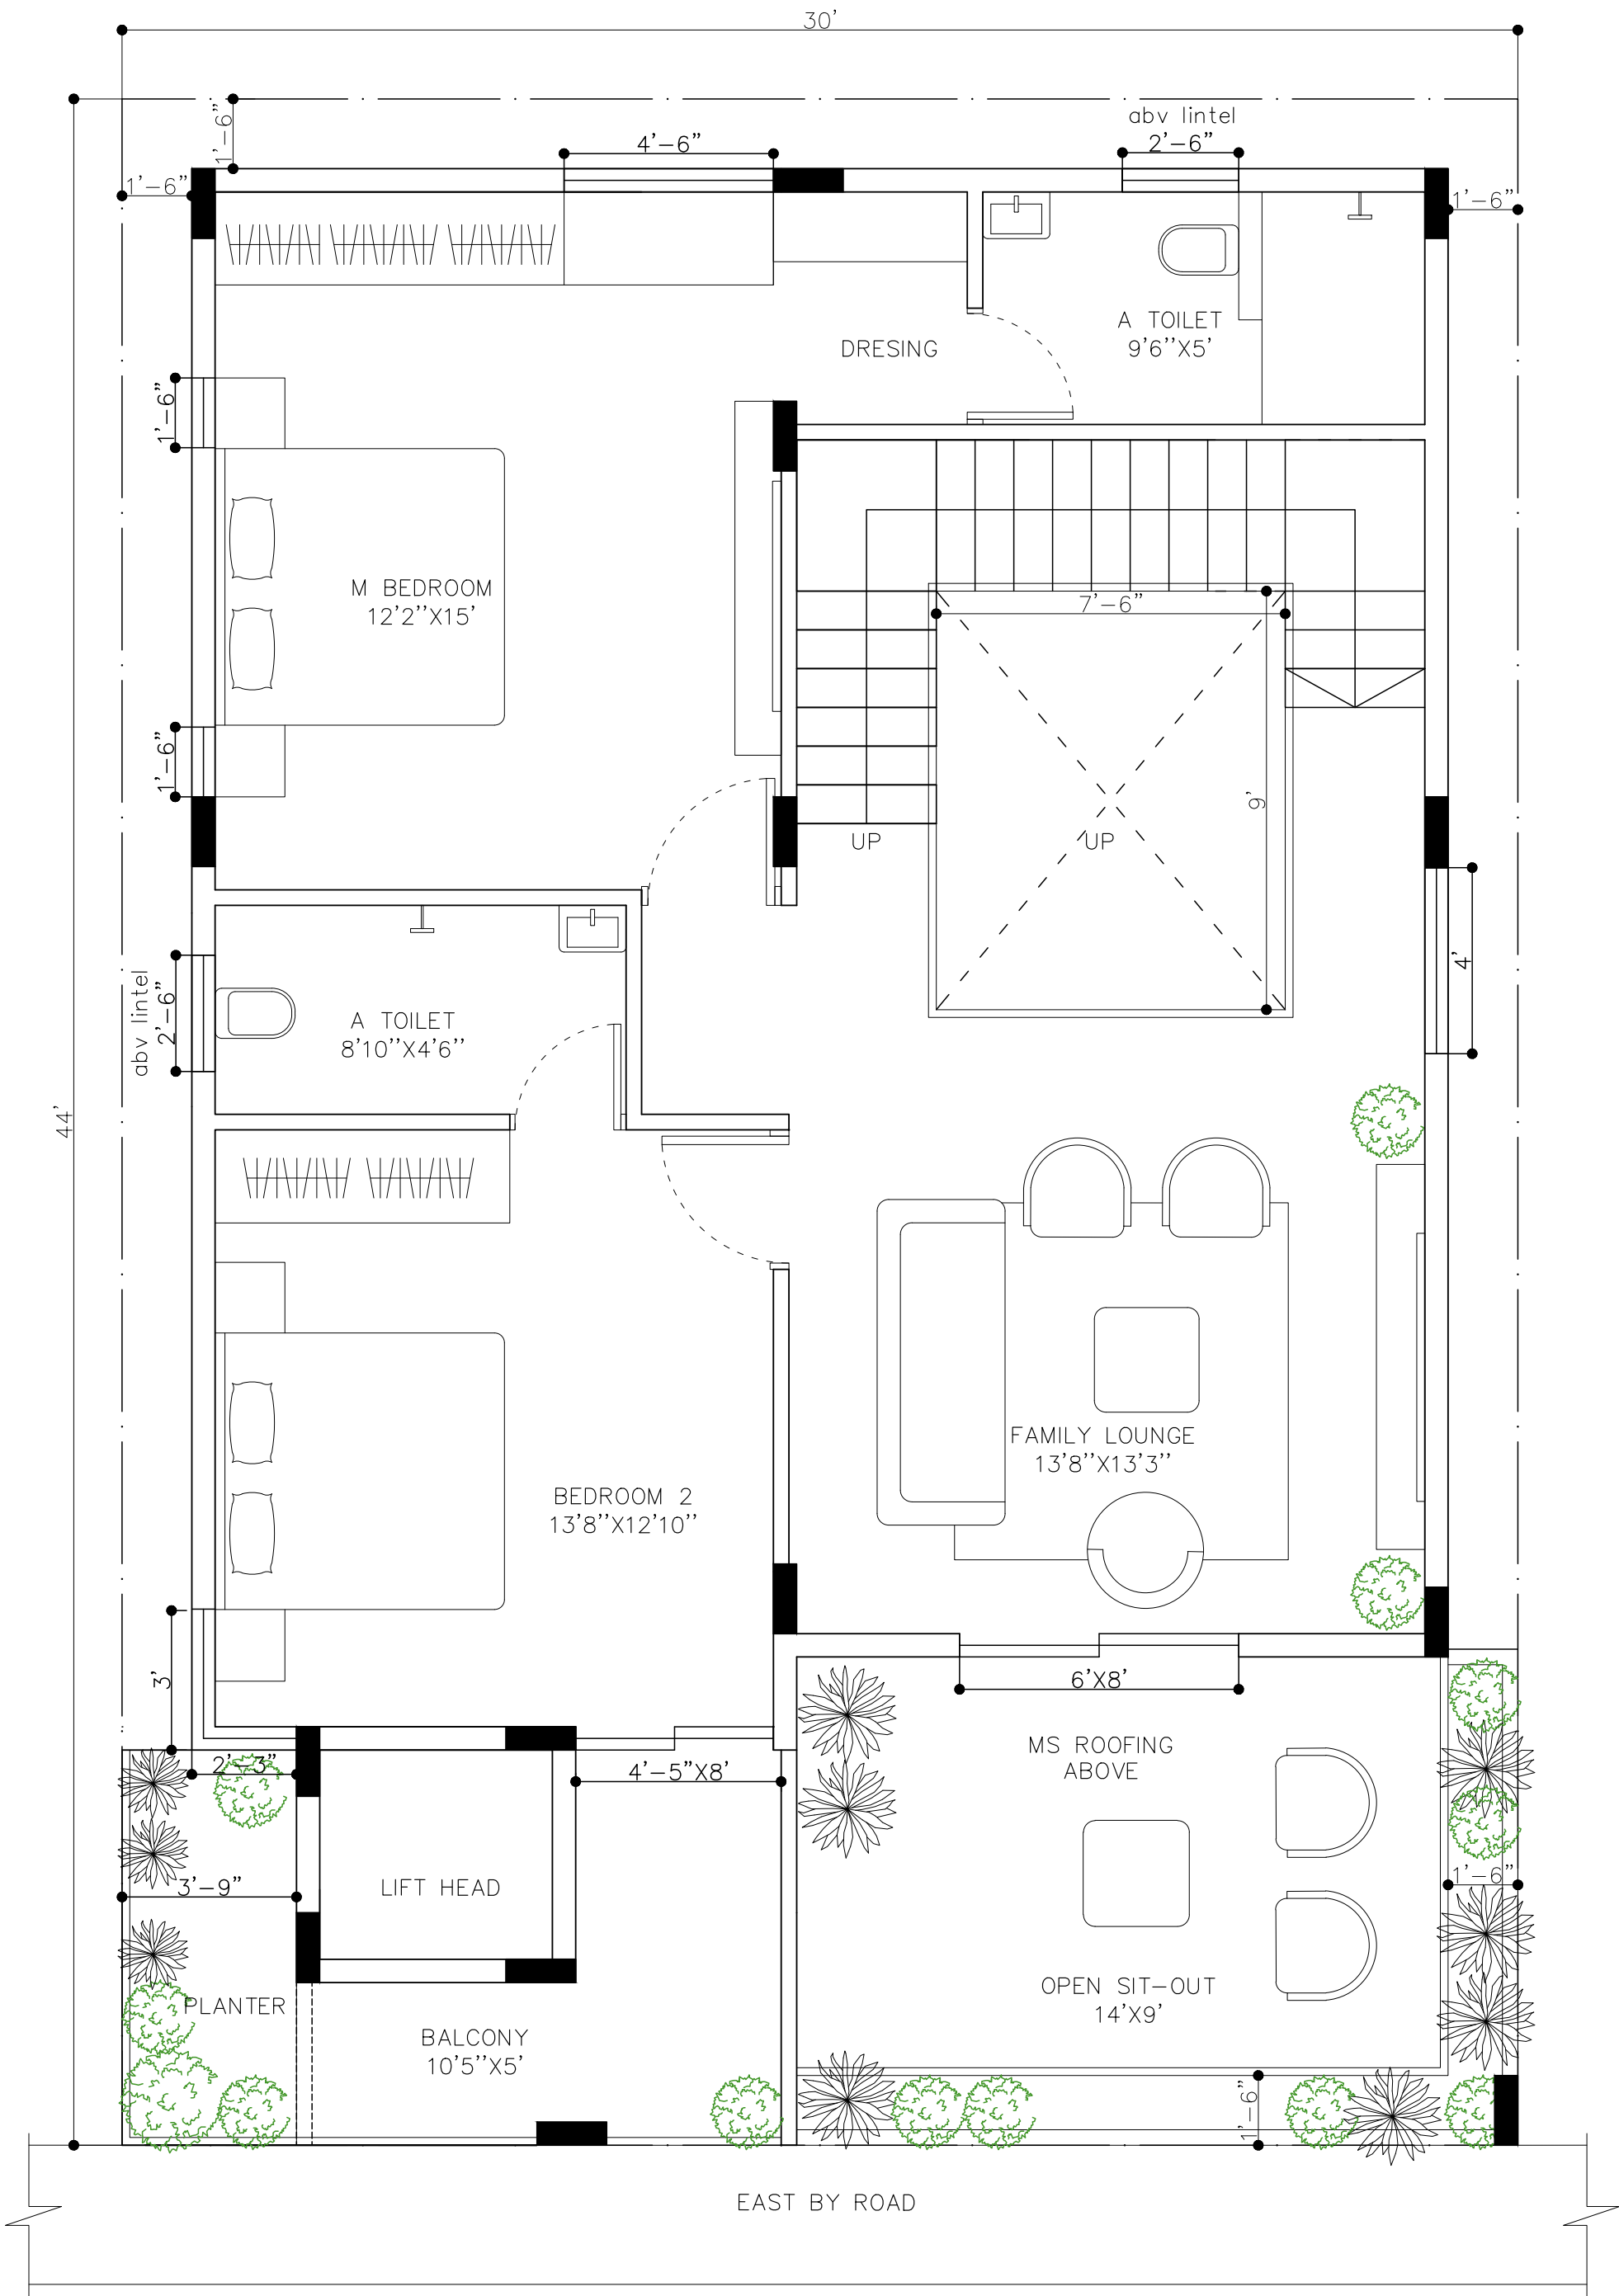 30'
abv lintel
1'-6"
4'-6"
2'-6"
1'-6"
1'-6"
A TOILET
9'6''X5'
DRESING
1'-6"
M BEDROOM
12'2''X15'
7'-6"
1'-6"
9'
UP
UP
4'
abv lintel
2'-6"
A TOILET
8'10''X4'6''
44'
FAMILY LOUNGE
13'8''X13'3''
BEDROOM 2
13'8''X12'10''
3'
6'X8'
MS ROOFING
ABOVE
2'-3"
4'-5"X8'
3'-9"
LIFT HEAD
1'-6"
PLANTER
OPEN SIT-OUT
14'X9'
BALCONY
10'5''X5'
1'-6"
EAST BY ROAD